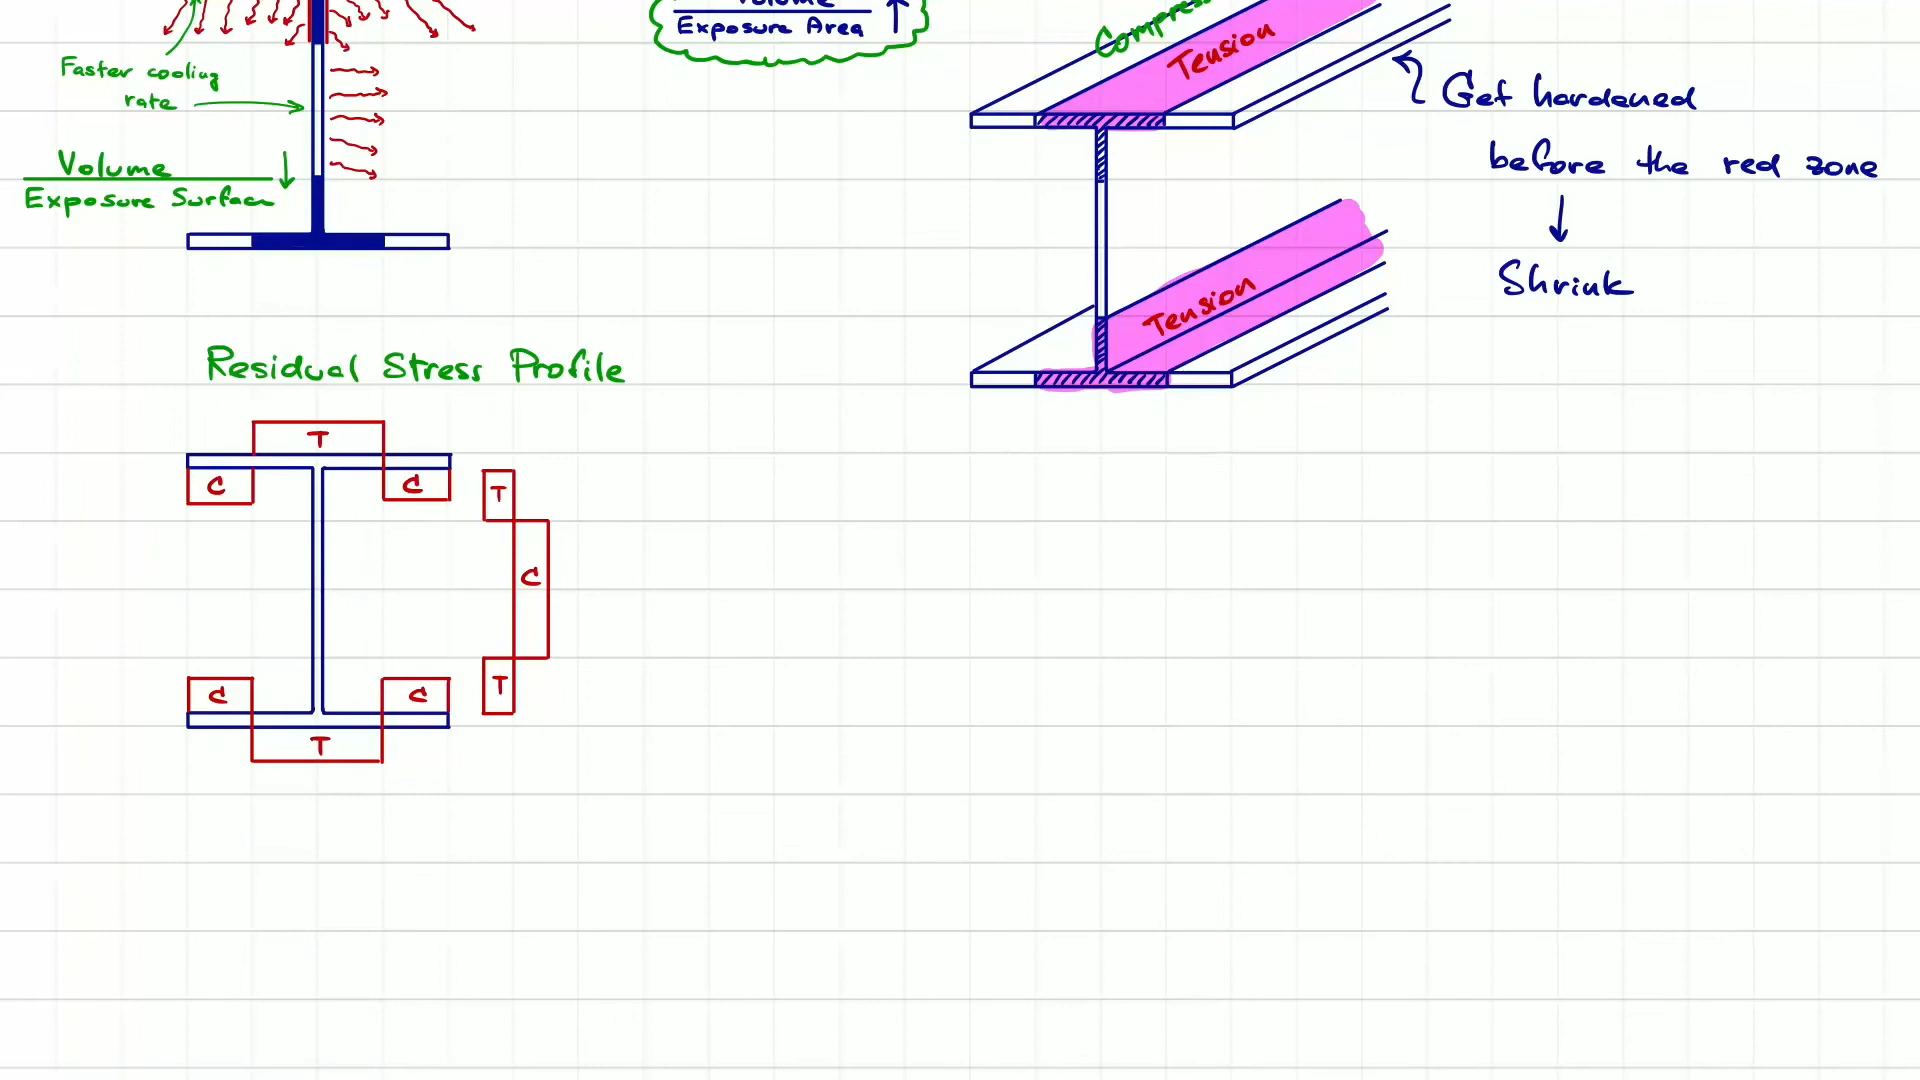 Volume
Exposure Area
Tension
Faster cooling
rate
Get hardened
before the red zone
Volume
Exposure Surface
Shrink
Tension
Residual Stress Profile
T
C
C
T
C
T
C
C
T